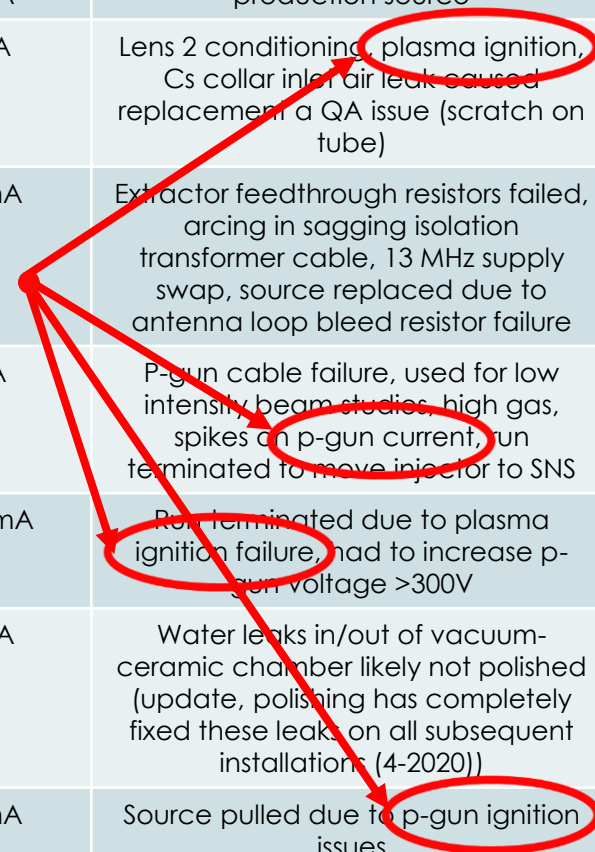 production source
A
Lens 2 conditioning, plasma ignition,
Cs collar inlet air leak caused
replacement a QA issue (scratch on
tube)
nA
Extractor feedthrough resistors failed,
arcing in sagging isolation
transformer cable, 13 MHz supply
swap, source replaced due to
antenna loop bleed resistor failure
A
P-gun cable failure, used for low
intensity beam studies, high gas,
spikes on p-gun current, run
terminated to move injector to SNS
mA
Run terminated due to plasma
ignition failure, had to increase p-
gun voltage >300V
A
Water leaks in/out of vacuum-
ceramic chamber likely not polished
(update, polishing has completely
fixed these leaks on all subsequent
installations (4-2020))
nA
Source pulled due to p-gun ignition
issues